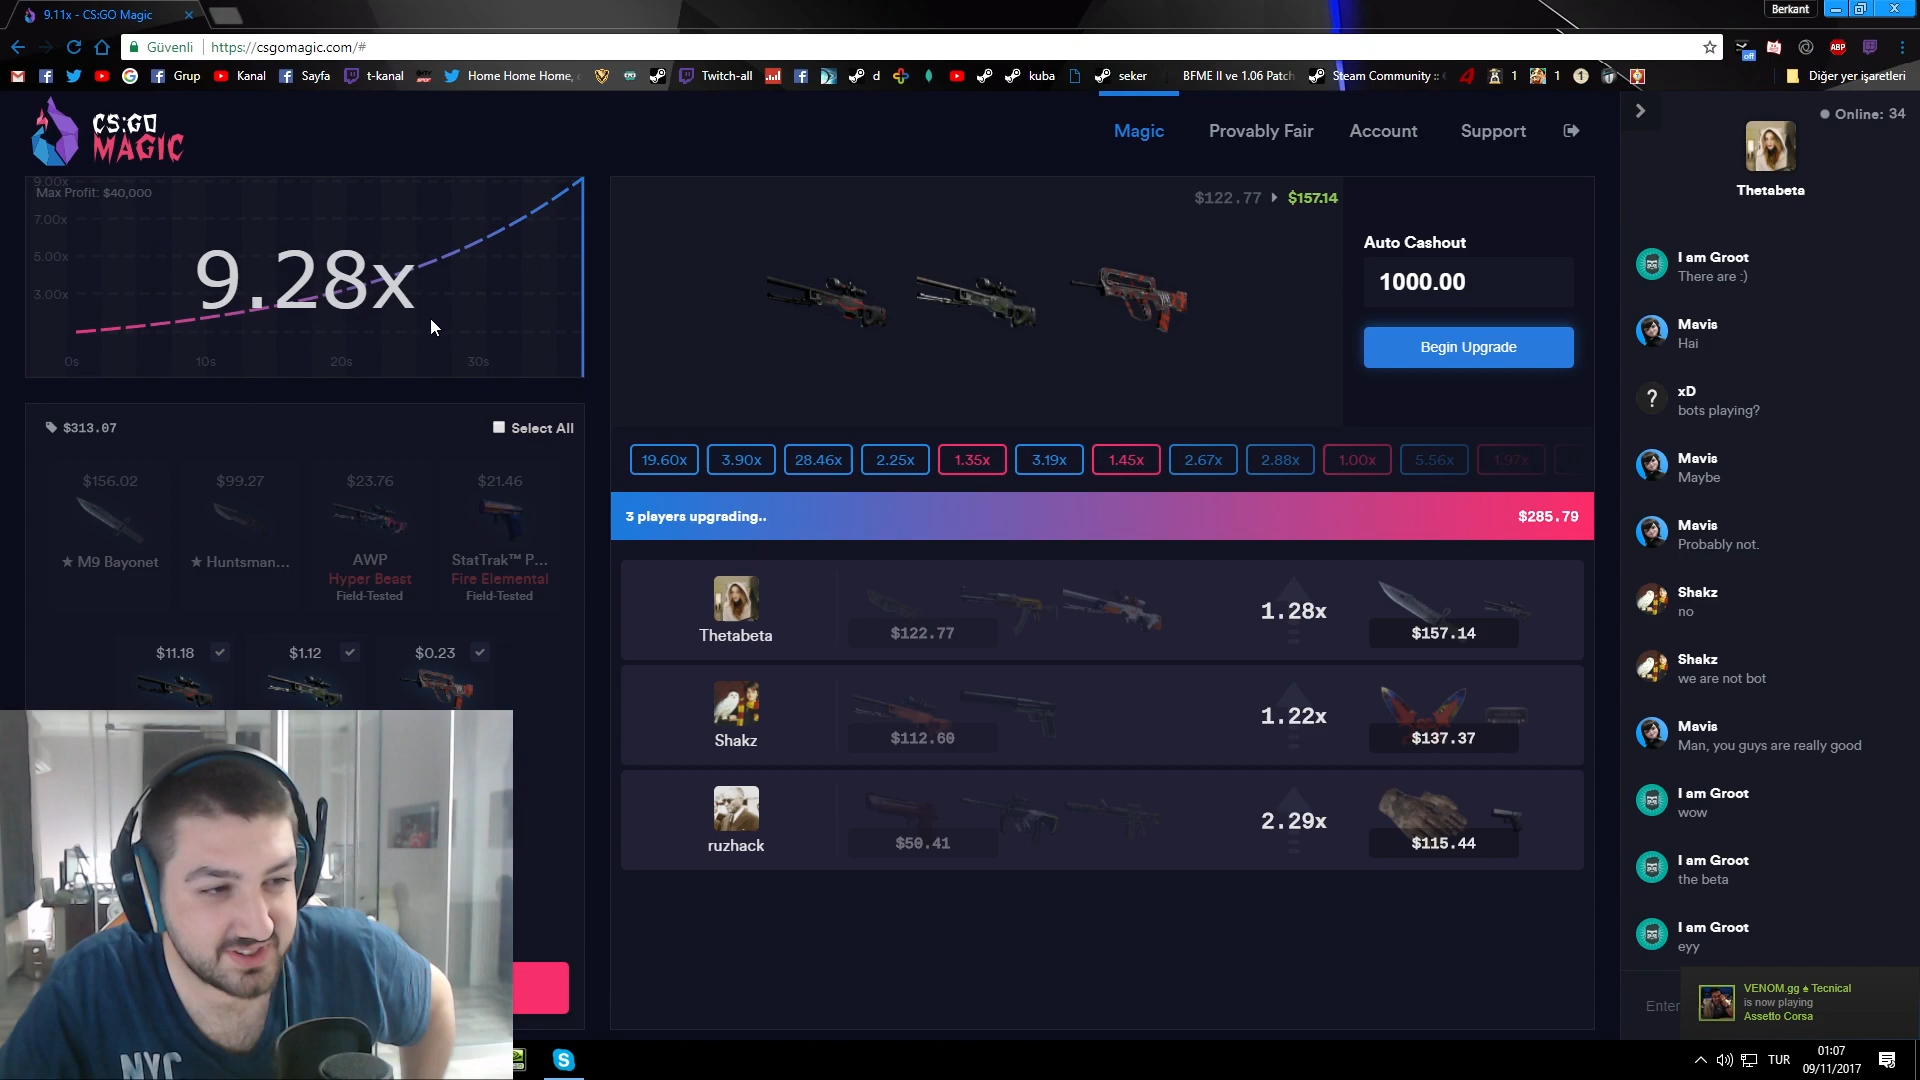 9.11x - CS:GO Magic
Berkant
Güvenli
https://csgomagic.com/#
ABP
off
Grup
Kanal
Sayfa
t-kanal
Home Home Home,
Twitch-all
d
kuba
seker
BFME II ve 1.06 Patch
Steam Community ::
1
1
Diğer yer işaretleri
CS:GO
MAGIC
Magic
Provably Fair
Account
Support
Online: 34
Thetabeta
9.00x
Max Profit: $40,000
7.00x
5.00x
3.00x
9.28x
0s
10s
20s
30s
$122.77
$157.14
Auto Cashout
1000.00
Begin Upgrade
$313.07
Select All
$156.02
$99.27
$23.76
$21.46
★ M9 Bayonet
★ Huntsman...
AWP
Hyper Beast
Field-Tested
StatTrak™ P...
Fire Elemental
Field-Tested
$11.18
$1.12
$0.23
19.60x
3.90x
28.46x
2.25x
1.35x
3.19x
1.45x
2.67x
2.88x
1.00x
5.56x
1.97x
3 players upgrading..
$285.79
Thetabeta
$122.77
1.28x
$157.14
Shakz
$112.60
1.22x
$137.37
ruzhack
$50.41
2.29x
$115.44
I am Groot
There are :)
Mavis
Hai
xD
bots playing?
Mavis
Maybe
Mavis
Probably not.
Shakz
no
Shakz
we are not bot
Mavis
Man, you guys are really good
I am Groot
wow
I am Groot
the beta
I am Groot
eyy
Enter
VENOM.gg ♠ Tecnical
is now playing
Assetto Corsa
NYC
TUR
01:07
09/11/2017